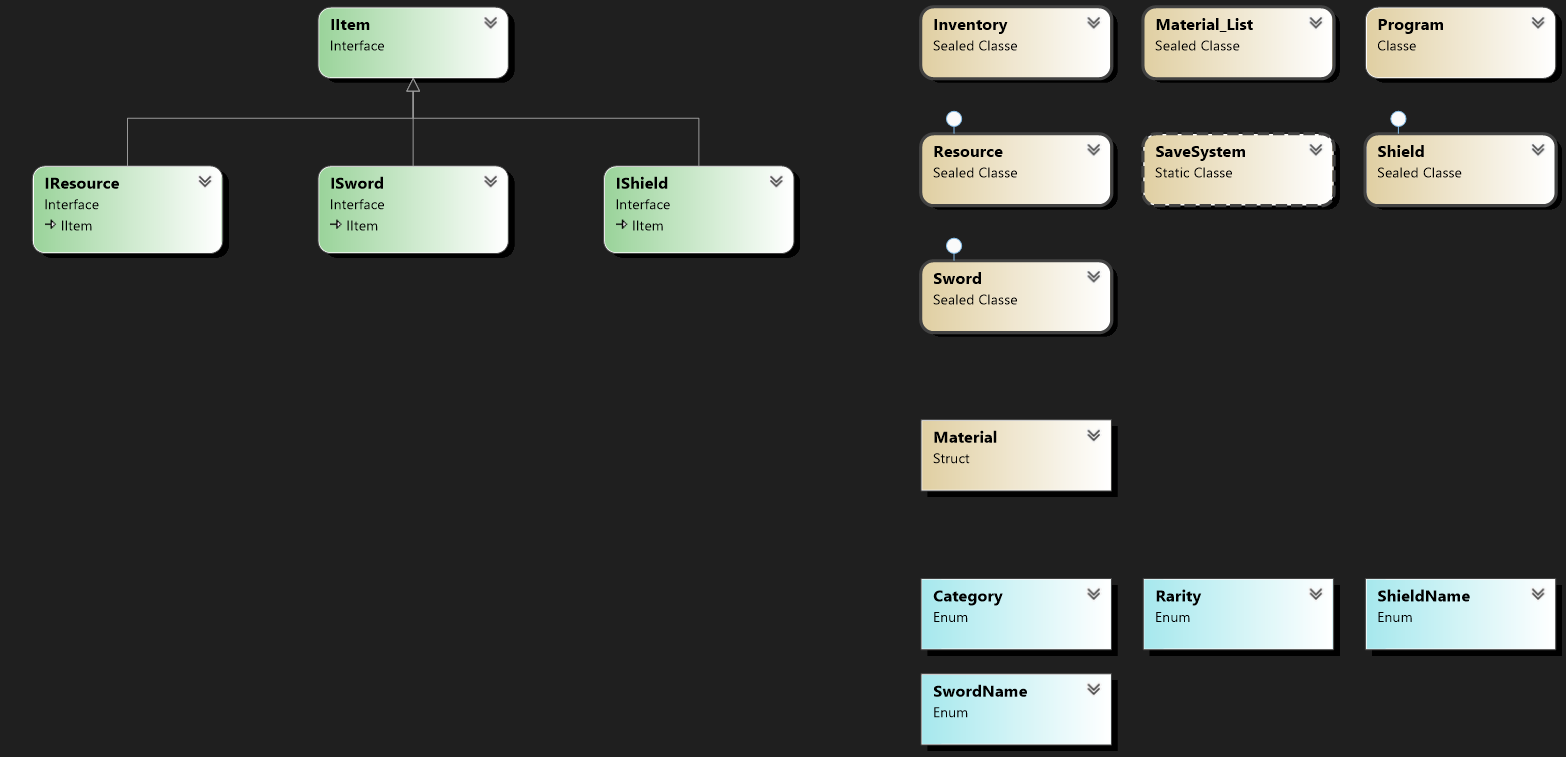 IItem
Interface
IResource
Interface
IItem
ISword
Interface
IItem
IShield
Interface
IItem
Inventory
Sealed Classe
Material_List
Sealed Classe
Program
Classe
Resource
Sealed Classe
SaveSystem
Static Classe
Shield
Sealed Classe
Sword
Sealed Classe
Material
Struct
Category
Enum
Rarity
Enum
ShieldName
Enum
SwordName
Enum